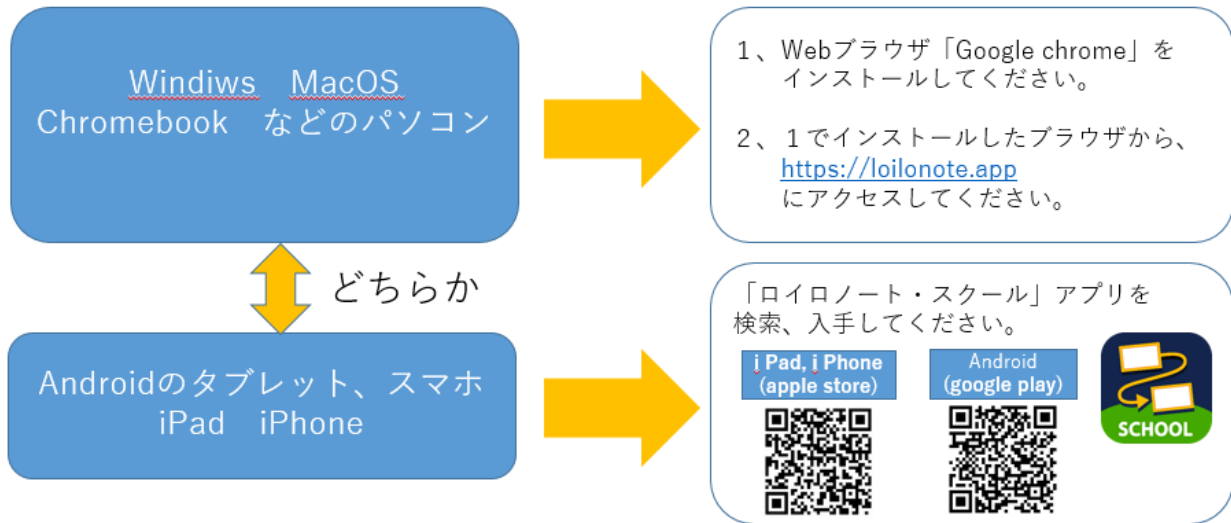 Windiws　MacOS
Chromebook　などのパソコン
１、Webブラウザ「Google chrome」を
インストールしてください。
２、１でインストールしたブラウザから、
https://loilonote.app
にアクセスしてください。
どちらか
Androidのタブレット、スマホ
iPad　iPhone
「ロイロノート・スクール」アプリを
検索、入手してください。
ｉPad,ｉPhone
(apple store)
Android
(google play)
SCHOOL